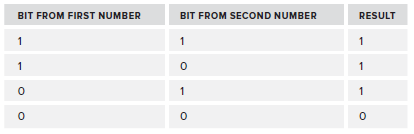 BIT FROM FIRST NUMBER BIT FROM SECOND NUMBER RESULT
1 1 1
1 0 1
0 1 1
0 0 0